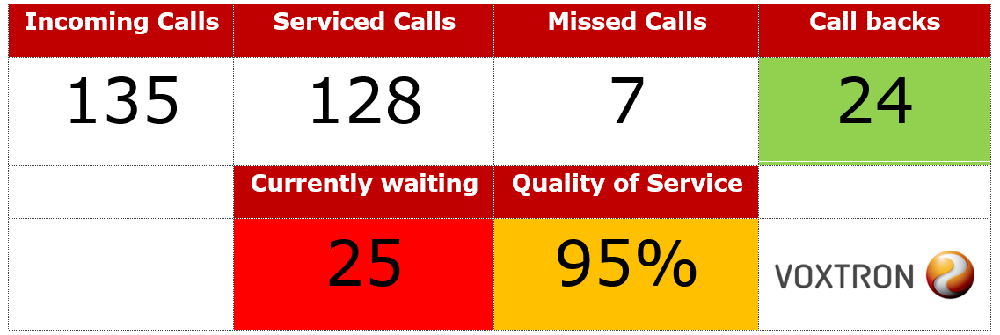 Incoming Calls Serviced Calls Missed Calls Call backs
135 128 7 24
Currently waiting Quality of Service
25 95%
VOXTRON